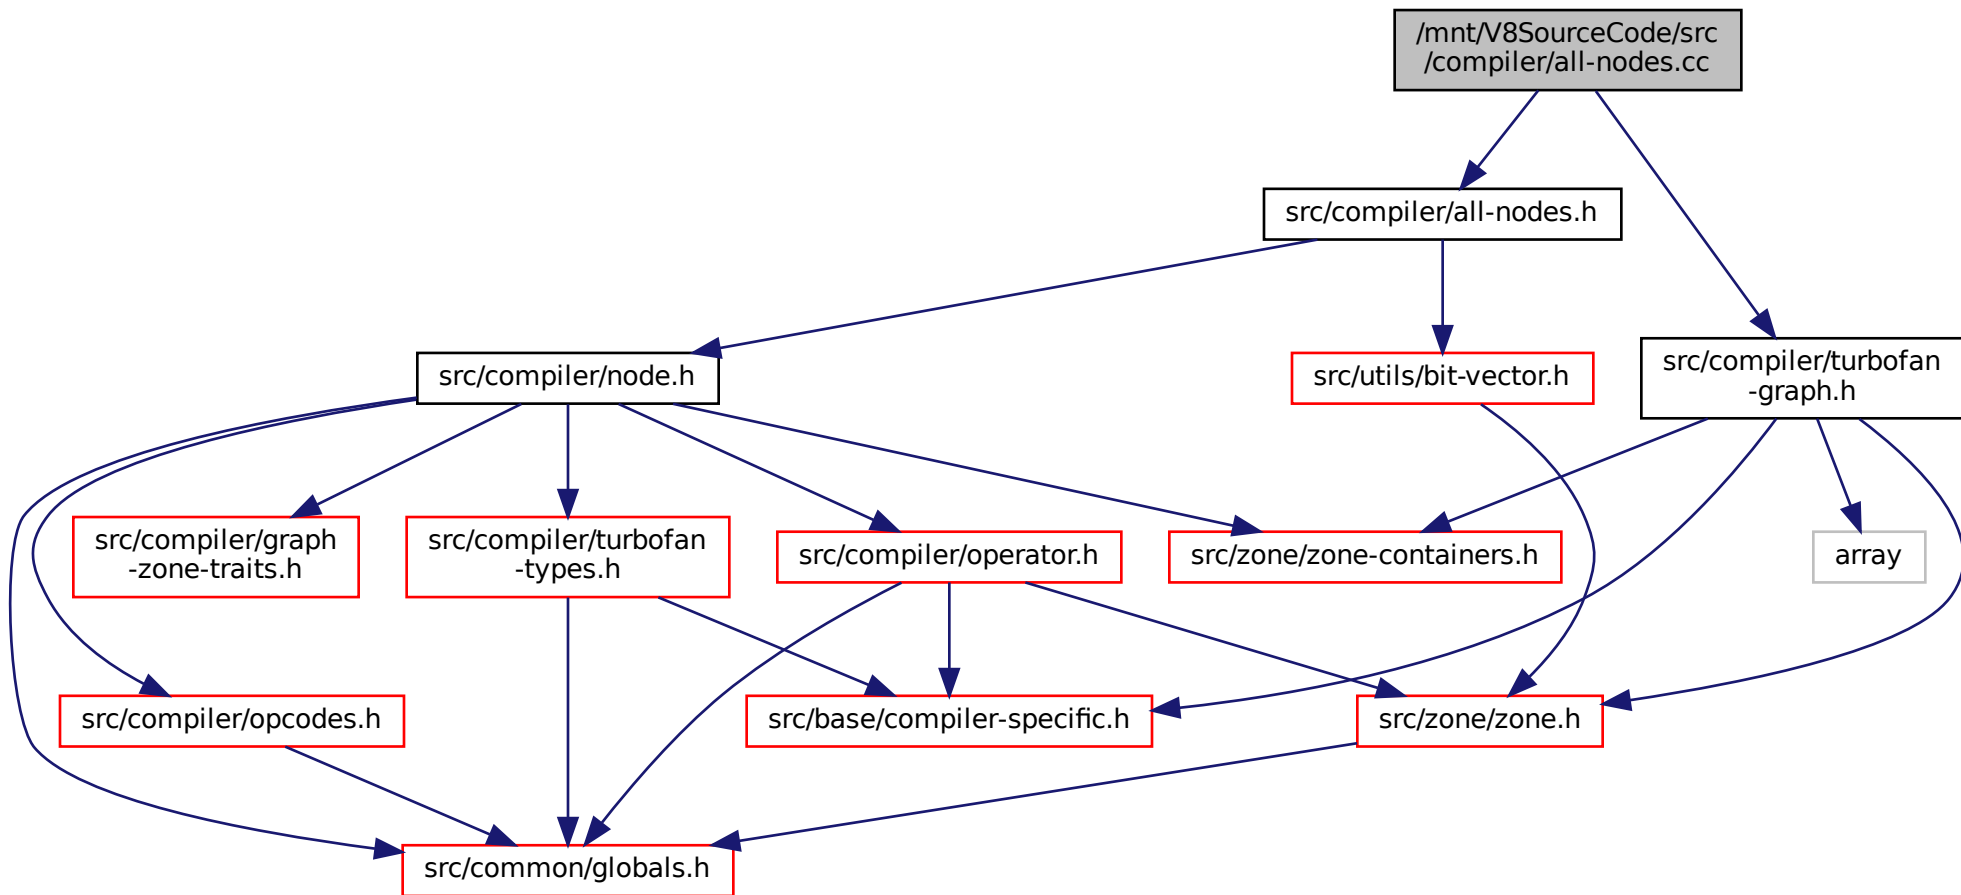 /mnt/V8SourceCode/src
/compiler/all-nodes.cc
src/compiler/all-nodes.h
src/compiler/node.h
src/utils/bit-vector.h
src/compiler/turbofan
-graph.h
src/compiler/graph
-zone-traits.h
src/compiler/turbofan
-types.h
src/compiler/operator.h
src/zone/zone-containers.h
array
src/compiler/opcodes.h
src/base/compiler-specific.h
src/zone/zone.h
src/common/globals.h